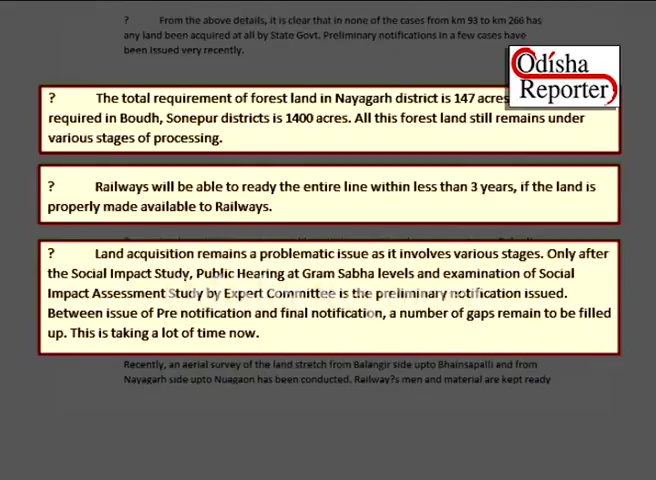 ? From the above details, it is clear that in none of the cases from km 93 to km 266 has
any land been acquired at all by State Govt. Preliminary notifications in a few cases have
been issued very recently.
Odisha
Reporter
? The total requirement of forest land in Nayagarh district is 147 acres
required in Boudh, Sonepur districts is 1400 acres. All this forest land still remains under
various stages of processing.
? Railways will be able to ready the entire line within less than 3 years, if the land is
properly made available to Railways.
? Land acquisition remains a problematic issue as it involves various stages. Only after
the Social Impact Study, Public Hearing at Gram Sabha levels and examination of Social
Impact Assessment Study by Expert Committee is the preliminary notification issued.
Between issue of Pre notification and final notification, a number of gaps remain to be filled
up. This is taking a lot of time now.
Recently, an aerial survey of the land stretch from Balangir side upto Bhainsapalli and from
Nayagarh side upto Nuagaon has been conducted. Railway?s men and material are kept ready